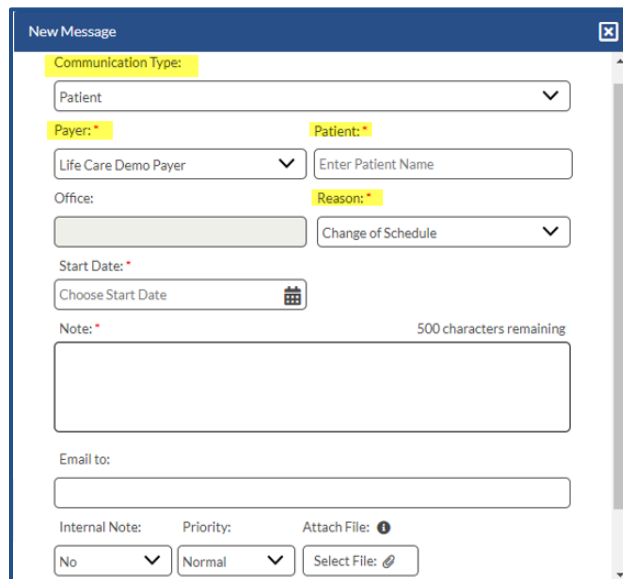 New Message
Communication Type:
Patient
Payer: * Patient: *
Life Care Demo Payer Enter Patient Name
Office: Reason: *
Change of Schedule
Start Date: *
Choose Start Date
Note: * 500 characters remaining
Email to:
Internal Note: Priority: Attach File:
No Normal Select File: